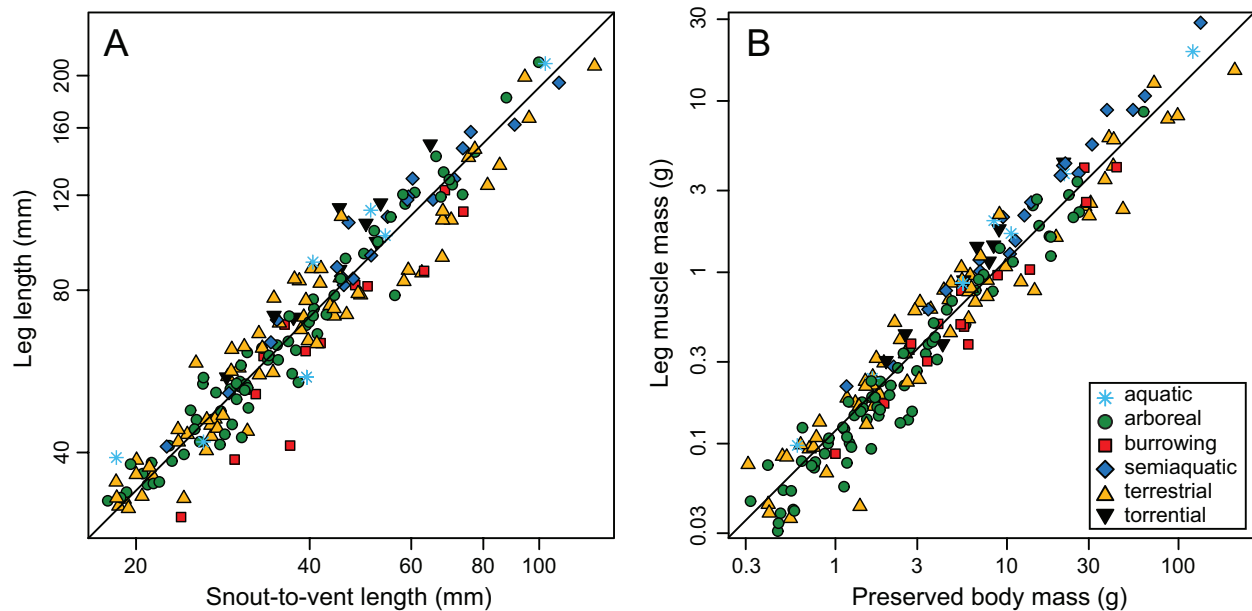 A
200
160
120
80
40
Leg length (mm)
20
40
60
80
100
Snout-to-vent length (mm)
B
30
10
3
1
0.3
0.1
0.03
Leg muscle mass (g)
0.3
1
3
10
30
100
Preserved body mass (g)
aquatic
arboreal
burrowing
semiaquatic
terrestrial
torrential